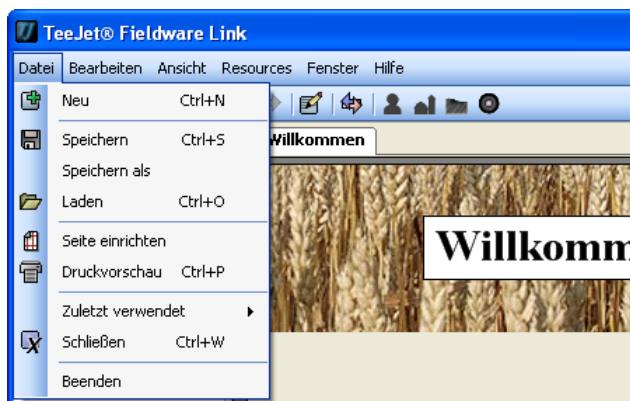 TeeJet® Fieldware Link
Datei Bearbeiten Ansicht Resources Fenster Hilfe
Neu Ctrl+N
Speichern Ctrl+S
Willkommen
Speichern als
Laden Ctrl+O
Seite einrichten
Willkomm
Druckvorschau Ctrl+P
Zuletzt verwendet
Schließen Ctrl+W
Beenden